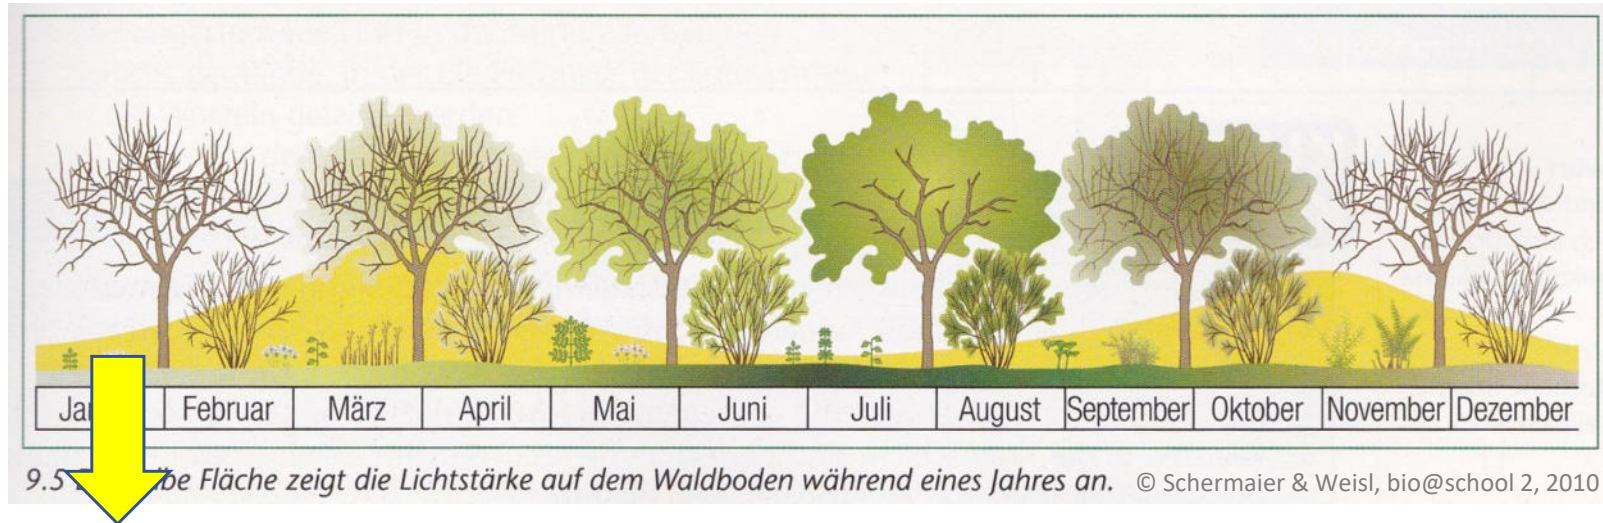 Februar März April Mai Juni Juli August September Oktober November Dezember
9.5 Fläche zeigt die Lichtstärke auf dem Waldboden während eines Jahres an. © Schermaier & Weisl, bio@school 2, 2010